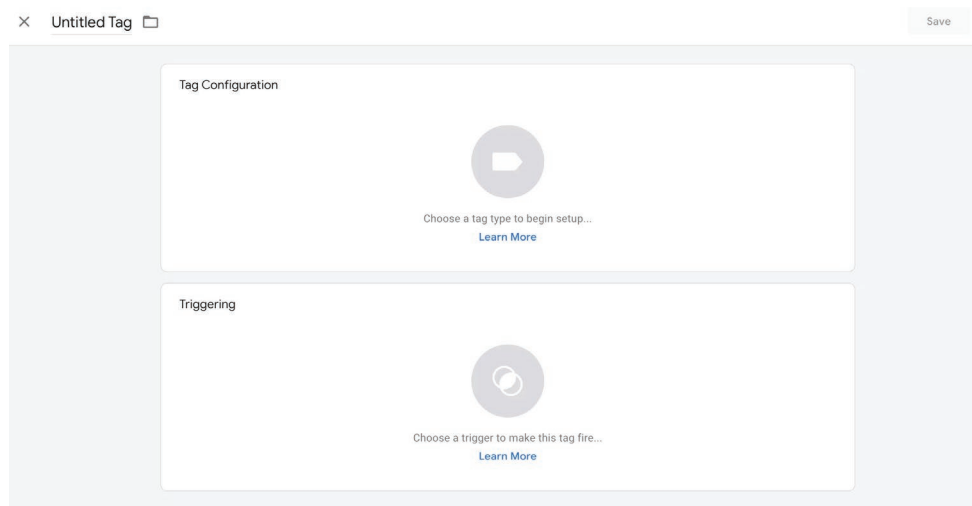 Untitled Tag
Save
Tag Configuration
Choose a tag type to begin setup...
Learn More
Triggering
Choose a trigger to make this tag fire...
Learn More